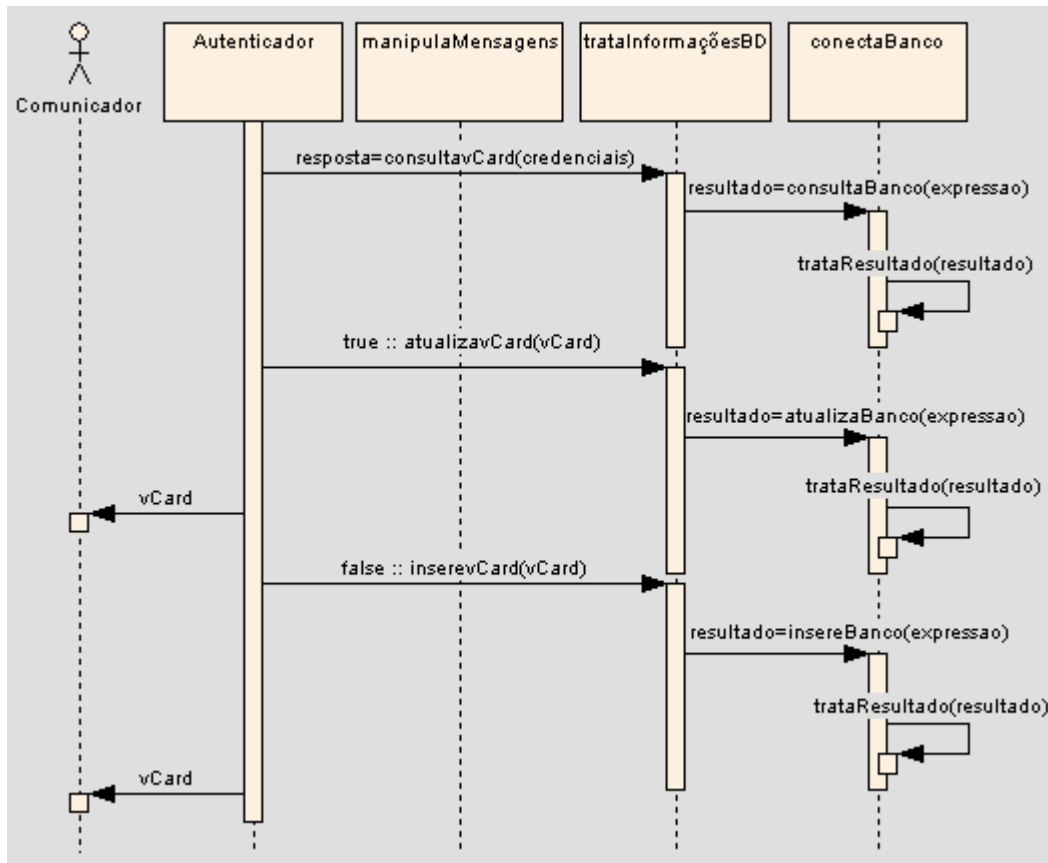 Comunicador
Autenticador
manipulaMensagens
trataInformaçõesBD
conectaBanco
resposta=consultavCard(credenciais)
resultado=consultaBanco(expressao)
trataResultado(resultado)
true :: atualizavCard(vCard)
resultado=atualizaBanco(expressao)
trataResultado(resultado)
vCard
false :: inserevCard(vCard)
resultado=insereBanco(expressao)
trataResultado(resultado)
vCard